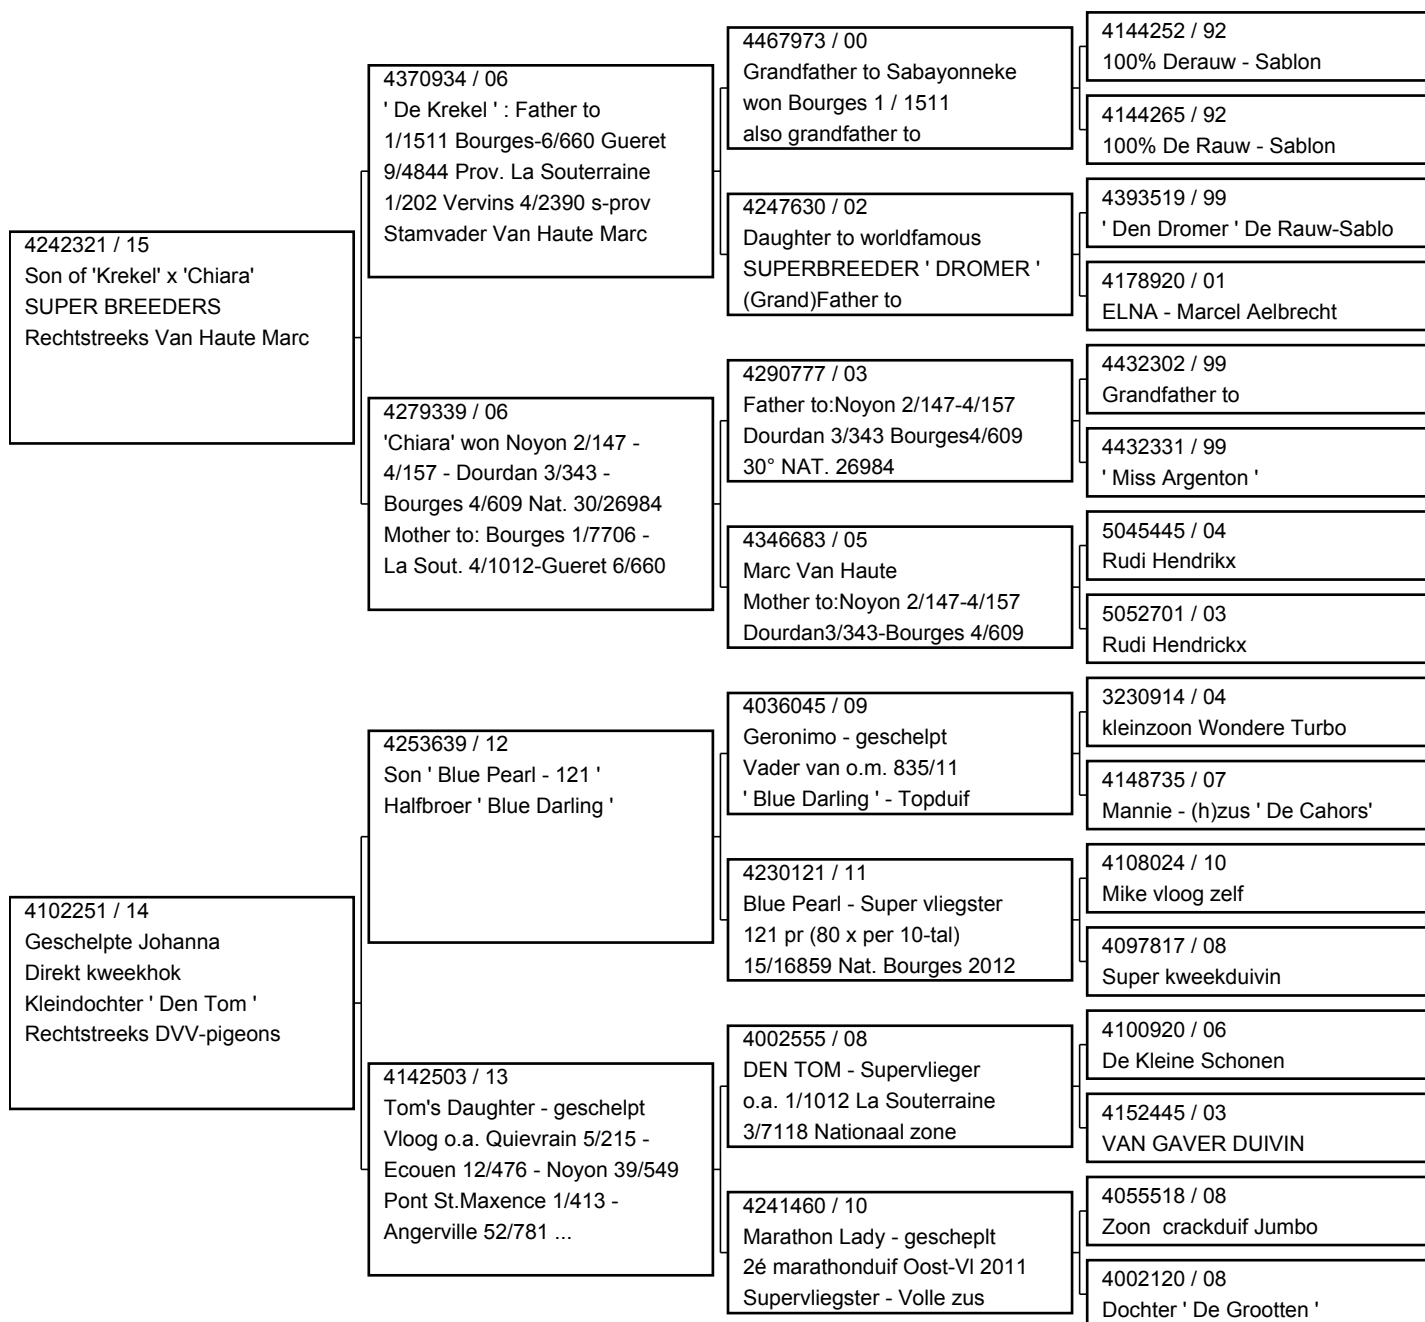 4242321 / 15
Son of 'Krekel' x 'Chiara'
SUPER BREEDERS
Rechtstreeks Van Haute Marc
4102251 / 14
Geschelpte Johanna
Direkt kweekhok
Kleindochter ' Den Tom '
Rechtstreeks DVV-pigeons
4370934 / 06
' De Krekel ' : Father to
1/1511 Bourges-6/660 Gueret
9/4844 Prov. La Souterraine
1/202 Vervins 4/2390 s-prov
Stamvader Van Haute Marc
4279339 / 06
'Chiara' won Noyon 2/147 -
4/157 - Dourdan 3/343 -
Bourges 4/609 Nat. 30/26984
Mother to: Bourges 1/7706 -
La Sout. 4/1012-Gueret 6/660
4253639 / 12
Son ' Blue Pearl - 121 '
Halfbroer ' Blue Darling '
4142503 / 13
Tom's Daughter - geschelpt
Vloog o.a. Quievrain 5/215 -
Ecouen 12/476 - Noyon 39/549
Pont St.Maxence 1/413 -
Angerville 52/781 ...
4467973 / 00
Grandfather to Sabayonneke
won Bourges 1 / 1511
also grandfather to
4247630 / 02
Daughter to worldfamous
SUPERBREEDER ' DROMER '
(Grand)Father to
4290777 / 03
Father to:Noyon 2/147-4/157
Dourdan 3/343 Bourges4/609
30° NAT. 26984
4346683 / 05
Marc Van Haute
Mother to:Noyon 2/147-4/157
Dourdan3/343-Bourges 4/609
4036045 / 09
Geronimo - geschelpt
Vader van o.m. 835/11
' Blue Darling ' - Topduif
4230121 / 11
Blue Pearl - Super vliegster
121 pr (80 x per 10-tal)
15/16859 Nat. Bourges 2012
4002555 / 08
DEN TOM - Supervlieger
o.a. 1/1012 La Souterraine
3/7118 Nationaal zone
4241460 / 10
Marathon Lady - gescheplt
2é marathonduif Oost-Vl 2011
Supervliegster - Volle zus
4144252 / 92
100% Derauw - Sablon
4144265 / 92
100% De Rauw - Sablon
4393519 / 99
' Den Dromer ' De Rauw-Sablo
4178920 / 01
ELNA - Marcel Aelbrecht
4432302 / 99
Grandfather to
4432331 / 99
' Miss Argenton '
5045445 / 04
Rudi Hendrikx
5052701 / 03
Rudi Hendrickx
3230914 / 04
kleinzoon Wondere Turbo
4148735 / 07
Mannie - (h)zus ' De Cahors'
4108024 / 10
Mike vloog zelf
4097817 / 08
Super kweekduivin
4100920 / 06
De Kleine Schonen
4152445 / 03
VAN GAVER DUIVIN
4055518 / 08
Zoon  crackduif Jumbo
4002120 / 08
Dochter ' De Grootten '